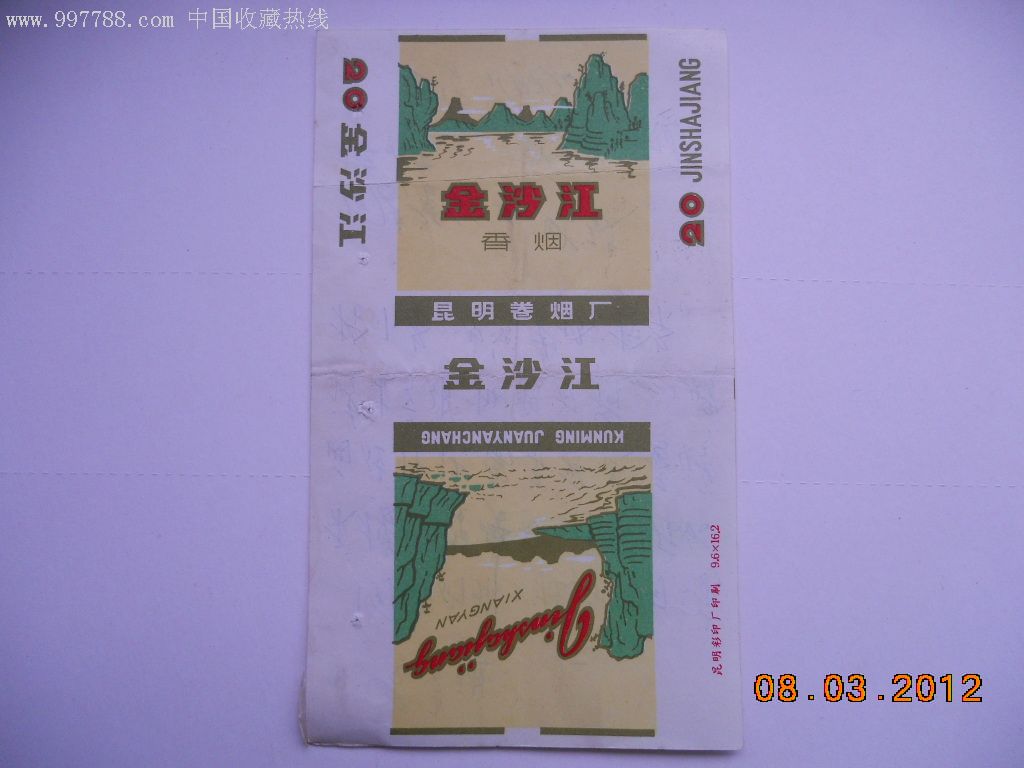 www.997788.com 中国收藏热线
20 金沙江
20 JINSHAJIANG
金沙江
香烟
昆明卷烟厂
金沙江
KUNMING JUANYANCHANG
Jinshajiang
XIANGYAN
昆明彩印厂印制 9.6×16.2
08.03.2012